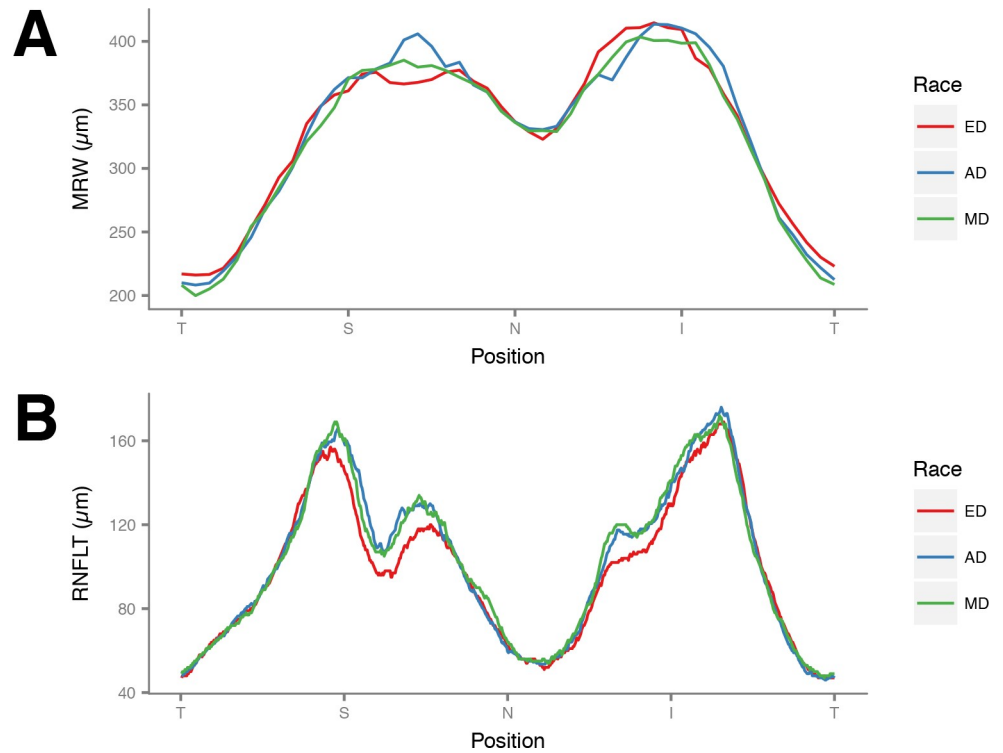 A
MRW (µm)
400
350
300
250
200
T S N I T
Position
Race
ED
AD
MD
B
RNFLT (µm)
160
120
80
40
T S N I T
Position
Race
ED
AD
MD